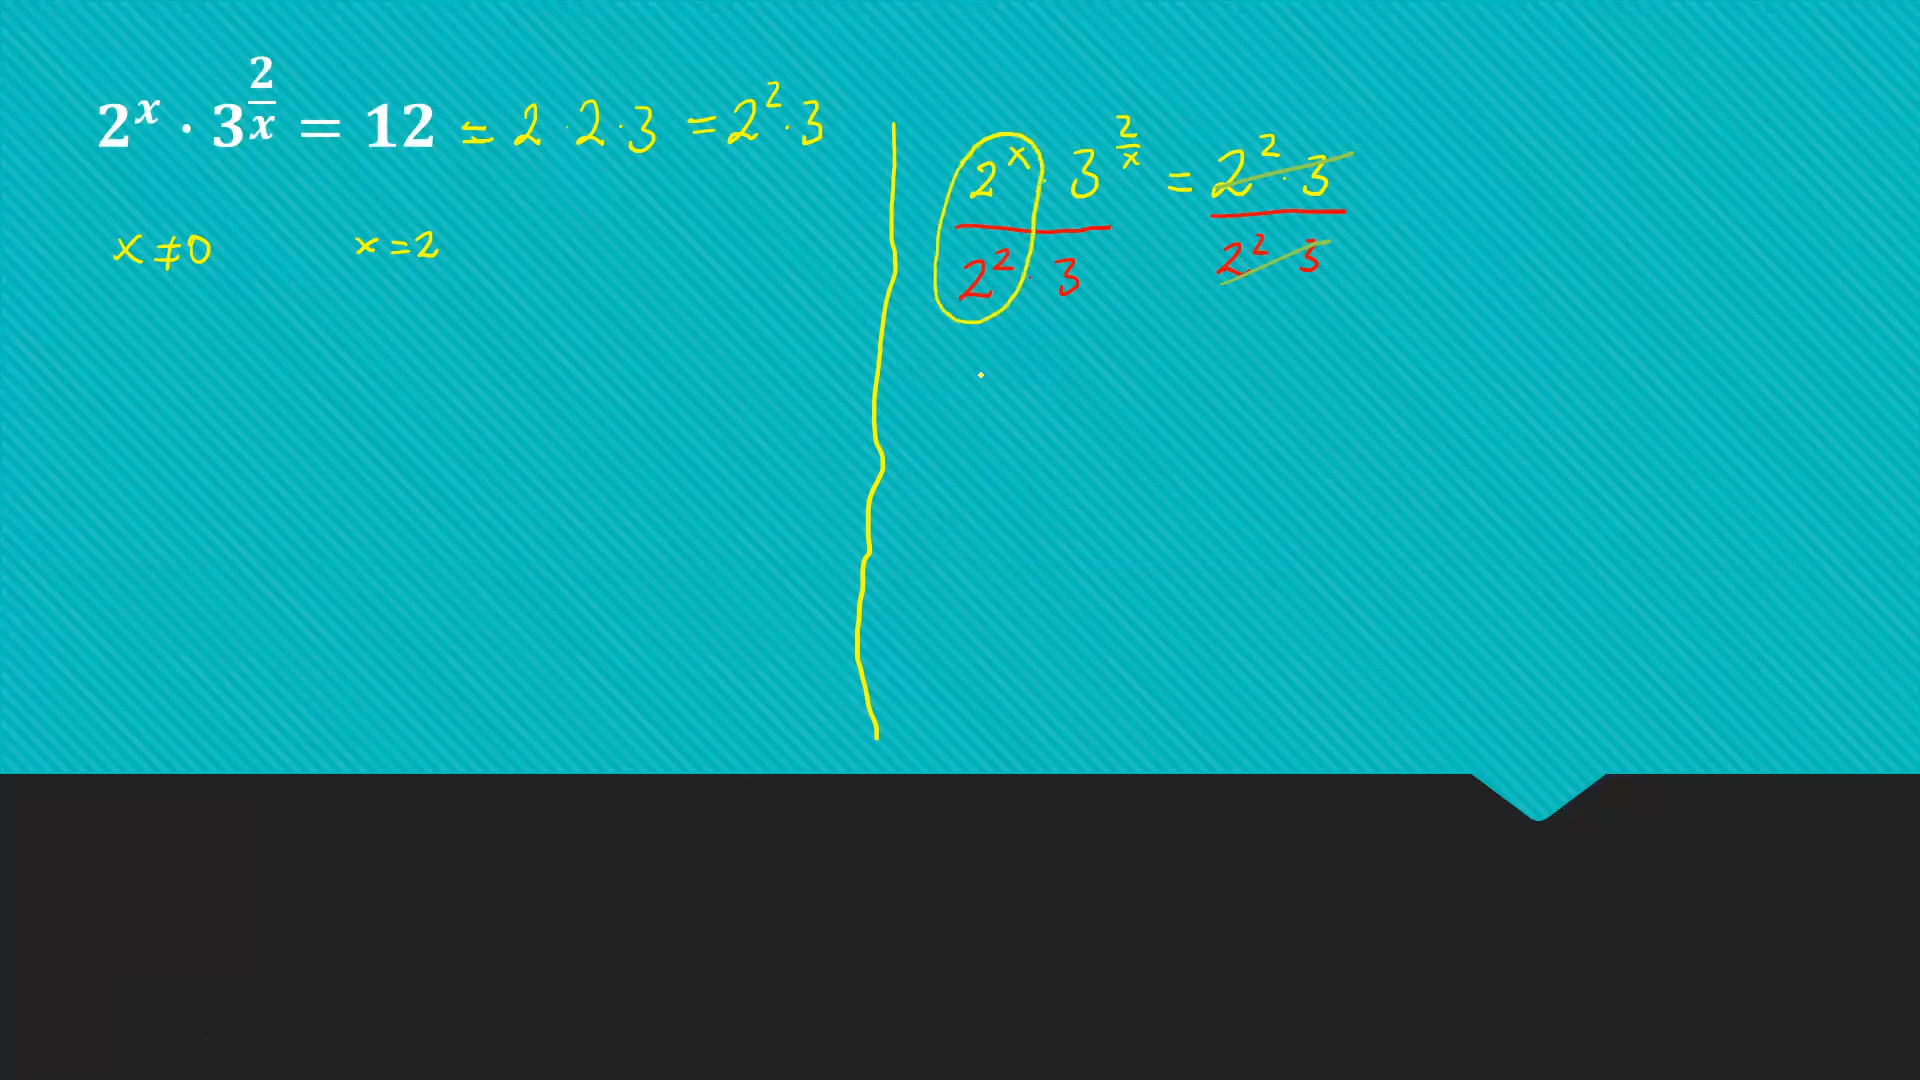 2^x · 3^(2/x) = 12 = 2 · 2 · 3 = 2^2 · 3
x ≠ 0
x = 2
(2^x · 3^(2/x))/(2^2 · 3) = (2^2 · 3)/(2^2 3)